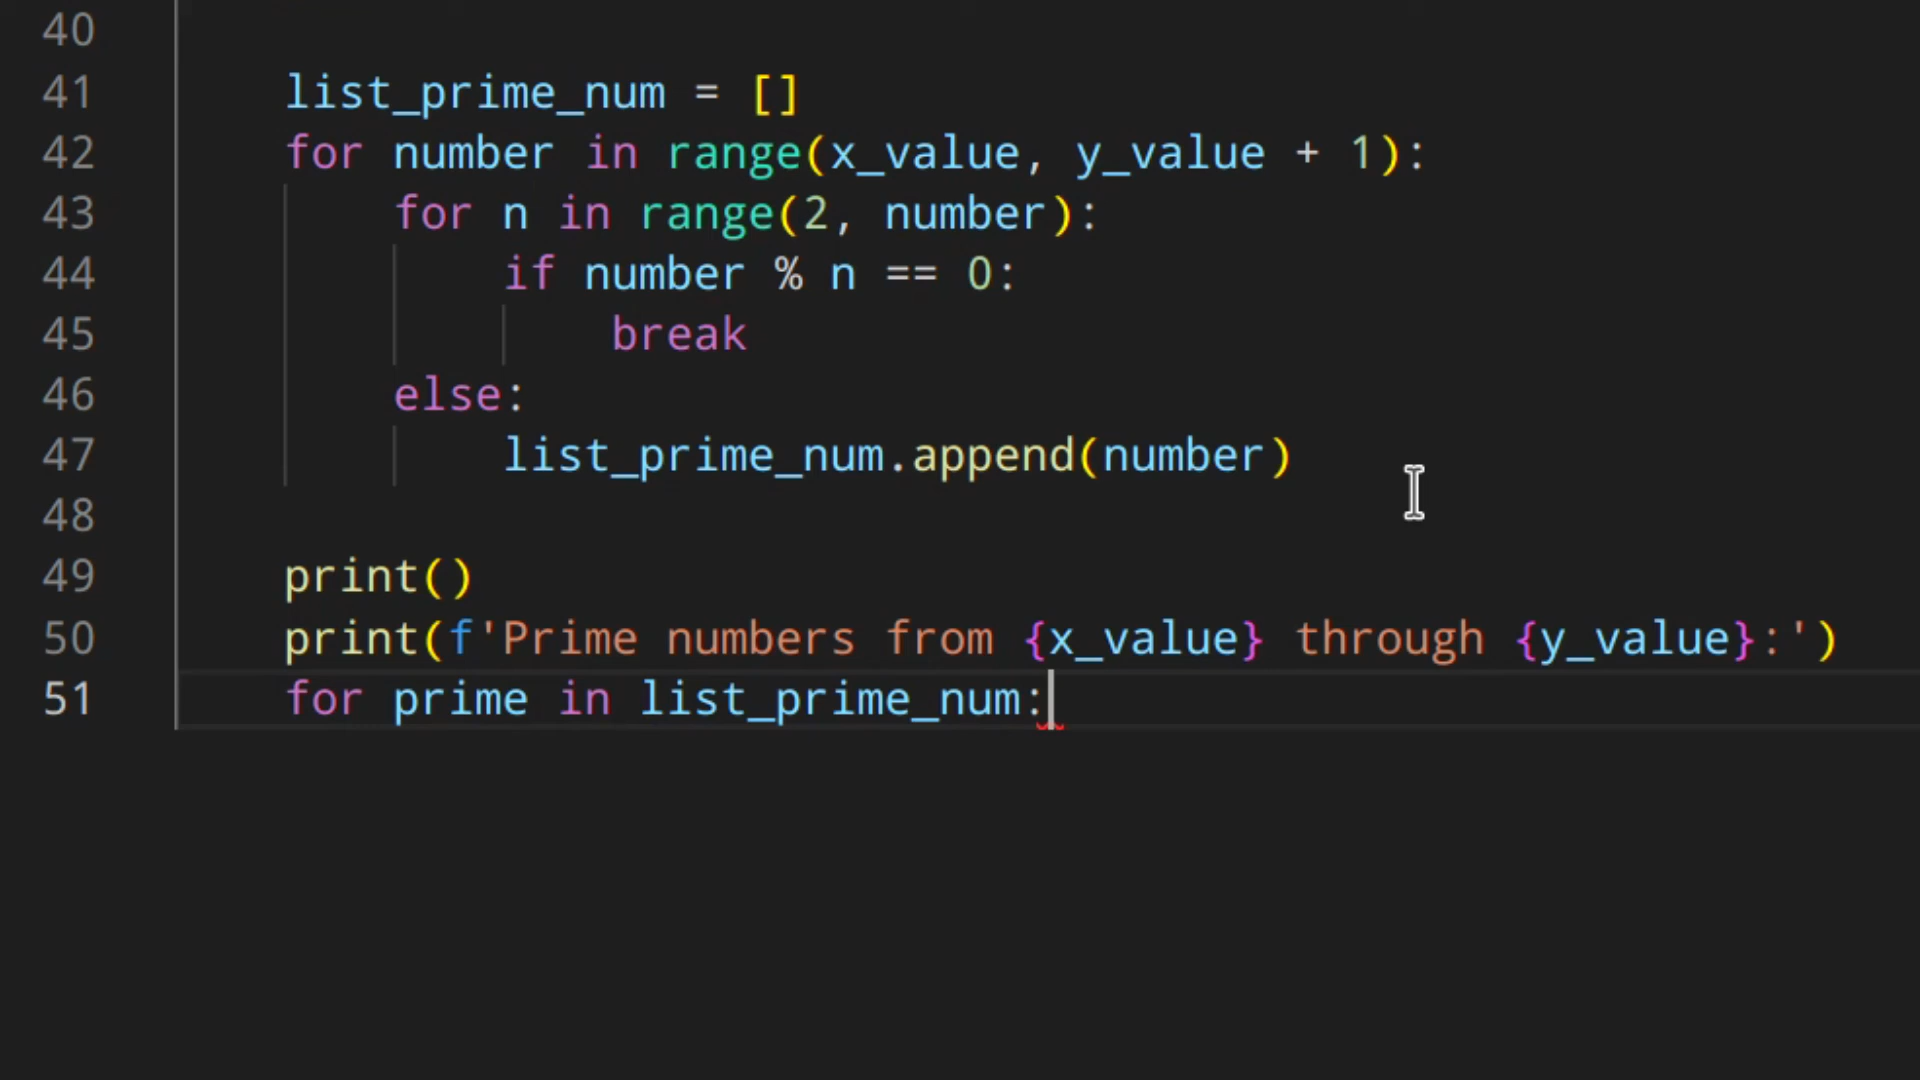 40
41 list_prime_num = []
42 for number in range(x_value, y_value + 1):
43 for n in range(2, number):
44 if number % n == 0:
45 break
46 else:
47 list_prime_num.append(number)
48
49 print()
50 print(f'Prime numbers from {x_value} through {y_value}:')
51 for prime in list_prime_num: